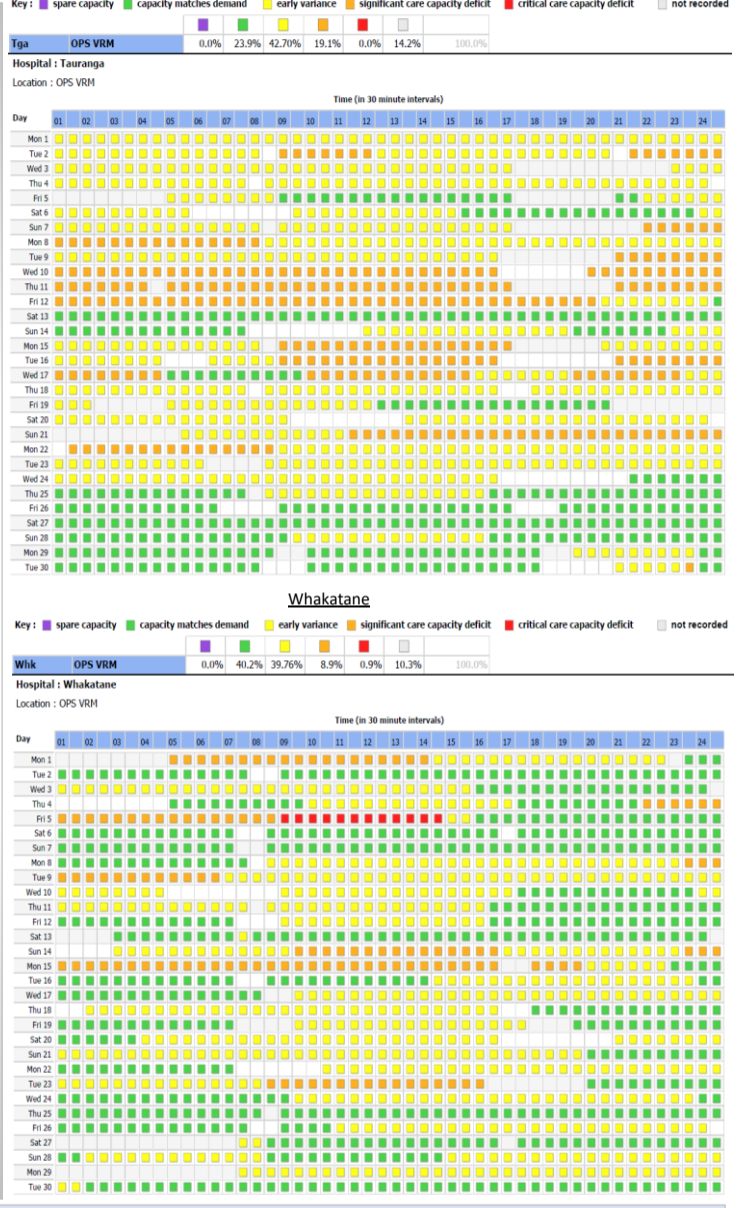 Key : spare capacity capacity matches demand early variance significant care capacity deficit critical care capacity deficit not recorded
Tga OPS VRM 0.0% 23.9% 42.70% 19.1% 0.0% 14.2% 100.0%
Hospital : Tauranga
Location : OPS VRM
Time (in 30 minute intervals)
Day 01 02 03 04 05 06 07 08 09 10 11 12 13 14 15 16 17 18 19 20 21 22 23 24
Mon 1
Tue 2
Wed 3
Thu 4
Fri 5
Sat 6
Sun 7
Mon 8
Tue 9
Wed 10
Thu 11
Fri 12
Sat 13
Sun 14
Mon 15
Tue 16
Wed 17
Thu 18
Fri 19
Sat 20
Sun 21
Mon 22
Tue 23
Wed 24
Thu 25
Fri 26
Sat 27
Sun 28
Mon 29
Tue 30
Whakatane
Key : spare capacity capacity matches demand early variance significant care capacity deficit critical care capacity deficit not recorded
Whk OPS VRM 0.0% 40.2% 39.76% 8.9% 0.9% 10.3% 100.0%
Hospital : Whakatane
Location : OPS VRM
Time (in 30 minute intervals)
Day 01 02 03 04 05 06 07 08 09 10 11 12 13 14 15 16 17 18 19 20 21 22 23 24
Mon 1
Tue 2
Wed 3
Thu 4
Fri 5
Sat 6
Sun 7
Mon 8
Tue 9
Wed 10
Thu 11
Fri 12
Sat 13
Sun 14
Mon 15
Tue 16
Wed 17
Thu 18
Fri 19
Sat 20
Sun 21
Mon 22
Tue 23
Wed 24
Thu 25
Fri 26
Sat 27
Sun 28
Mon 29
Tue 30